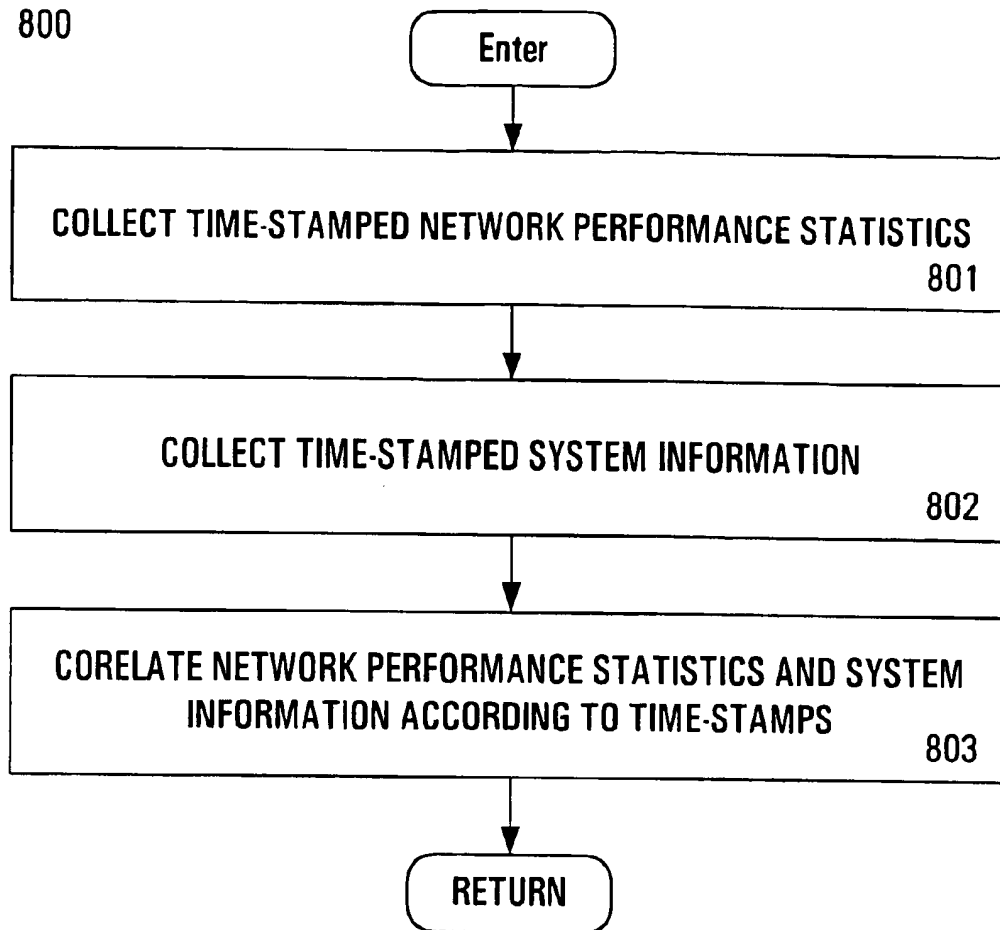 800
Enter
COLLECT TIME-STAMPED NETWORK PERFORMANCE STATISTICS
801
COLLECT TIME-STAMPED SYSTEM INFORMATION
802
CORELATE NETWORK PERFORMANCE STATISTICS AND SYSTEM
INFORMATION ACCORDING TO TIME-STAMPS
803
RETURN